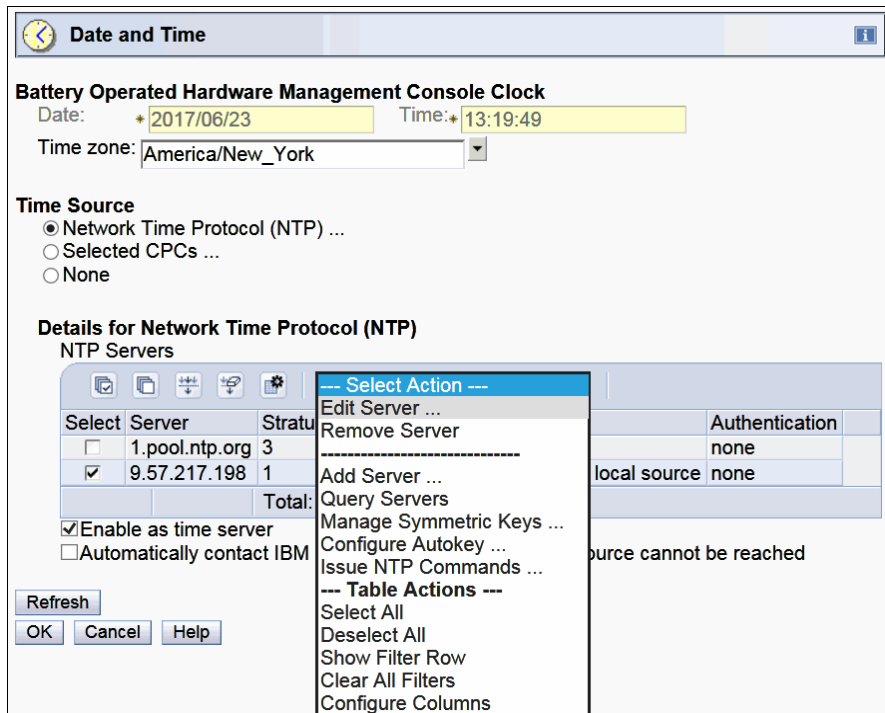 Date and Time
Battery Operated Hardware Management Console Clock
Date: 2017/06/23 Time: 13:19:49
Time zone: America/New_York
Time Source
Network Time Protocol (NTP) ...
Selected CPCs ...
None
Details for Network Time Protocol (NTP)
NTP Servers
--- Select Action ---
Edit Server ...
Remove Server
------------------------------
Add Server ...
Query Servers
Manage Symmetric Keys ...
Configure Autokey ...
Issue NTP Commands ...
--- Table Actions ---
Select All
Deselect All
Show Filter Row
Clear All Filters
Configure Columns
Select Server Stratu Authentication
1.pool.ntp.org 3 none
9.57.217.198 1 local source none
Total:
Enable as time server
Automatically contact IBM ource cannot be reached
Refresh
OK Cancel Help